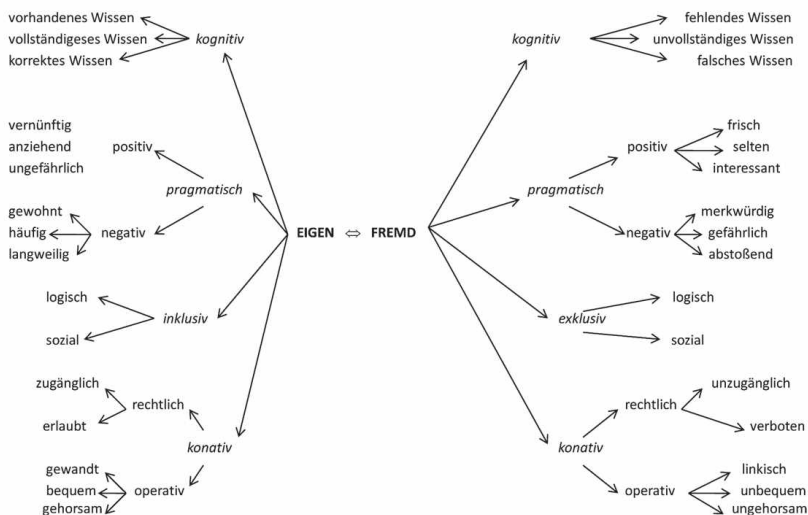 vorhandenes Wissen
vollständigeses Wissen
korrektes Wissen
kognitiv
vernünftig
anziehend
ungefährlich
positiv
pragmatisch
gewohnt
häufig
langweilig
negativ
logisch
sozial
inklusiv
zugänglich
erlaubt
rechtlich
konativ
gewandt
bequem
gehorsam
operativ
EIGEN ⇔ FREMD
kognitiv
fehlendes Wissen
unvollständiges Wissen
falsches Wissen
pragmatisch
positiv
frisch
selten
interessant
negativ
merkwürdig
gefährlich
abstoßend
exklusiv
logisch
sozial
konativ
rechtlich
unzugänglich
verboten
operativ
linkisch
unbequem
ungehorsam